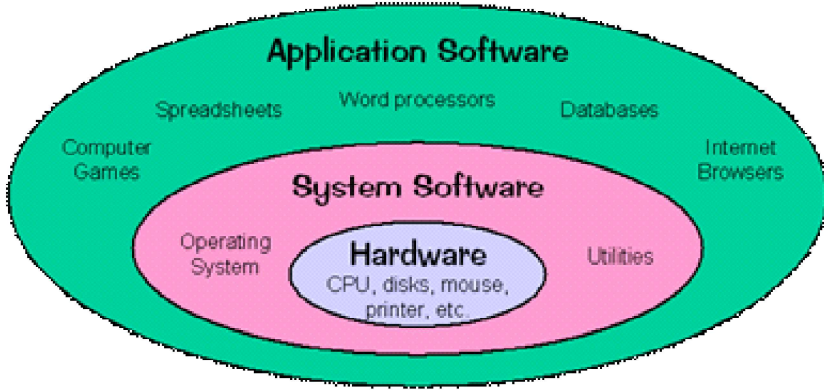 Application Software
Spreadsheets
Word processors
Databases
Computer
Games
Internet
Browsers
System Software
Operating
System
Utilities
Hardware
CPU, disks, mouse,
printer, etc.